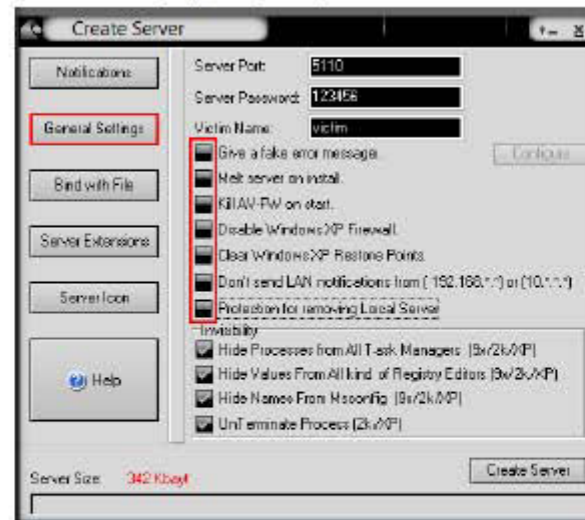 Create Server
Notifications
General Settings
Bind with File
Server Extensions
Server Icon
Help
Server Port: 5110
Server Password: 123456
Victim Name: victim
Give a fake error message. Configure
Melt server on install.
Kill AV-FW on start.
Disable Windows XP Firewall.
Clear Windows XP Restore Points.
Don't send LAN notifications from ( 192.168.*.*) or (10.*.*.*)
Protection for removing Local Server
Invisibility
Hide Processes from All Task Managers (9x/2k/XP)
Hide Values From All kind of Registry Editors (9x/2k/XP)
Hide Names From Msconfig (9x/2k/XP)
UnTerminate Process (2k/XP)
Server Size: 342 Kbayt
Create Server